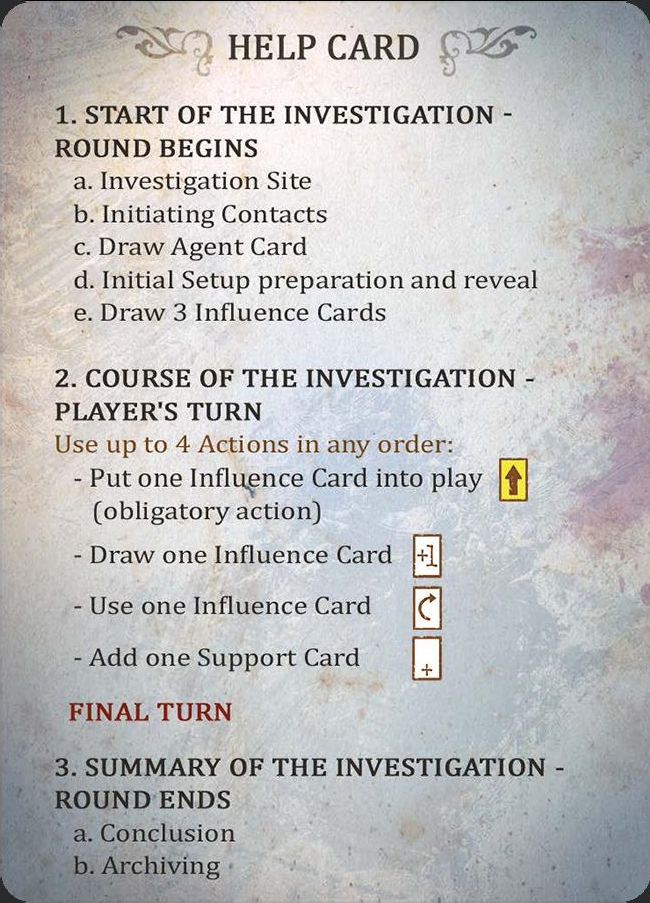 HELP CARD
1. START OF THE INVESTIGATION -
ROUND BEGINS
a. Investigation Site
b. Initiating Contacts
c. Draw Agent Card
d. Initial Setup preparation and reveal
e. Draw 3 Influence Cards
2. COURSE OF THE INVESTIGATION -
PLAYER'S TURN
Use up to 4 Actions in any order:
- Put one Influence Card into play
(obligatory action)
- Draw one Influence Card +1
- Use one Influence Card
- Add one Support Card +
FINAL TURN
3. SUMMARY OF THE INVESTIGATION -
ROUND ENDS
a. Conclusion
b. Archiving